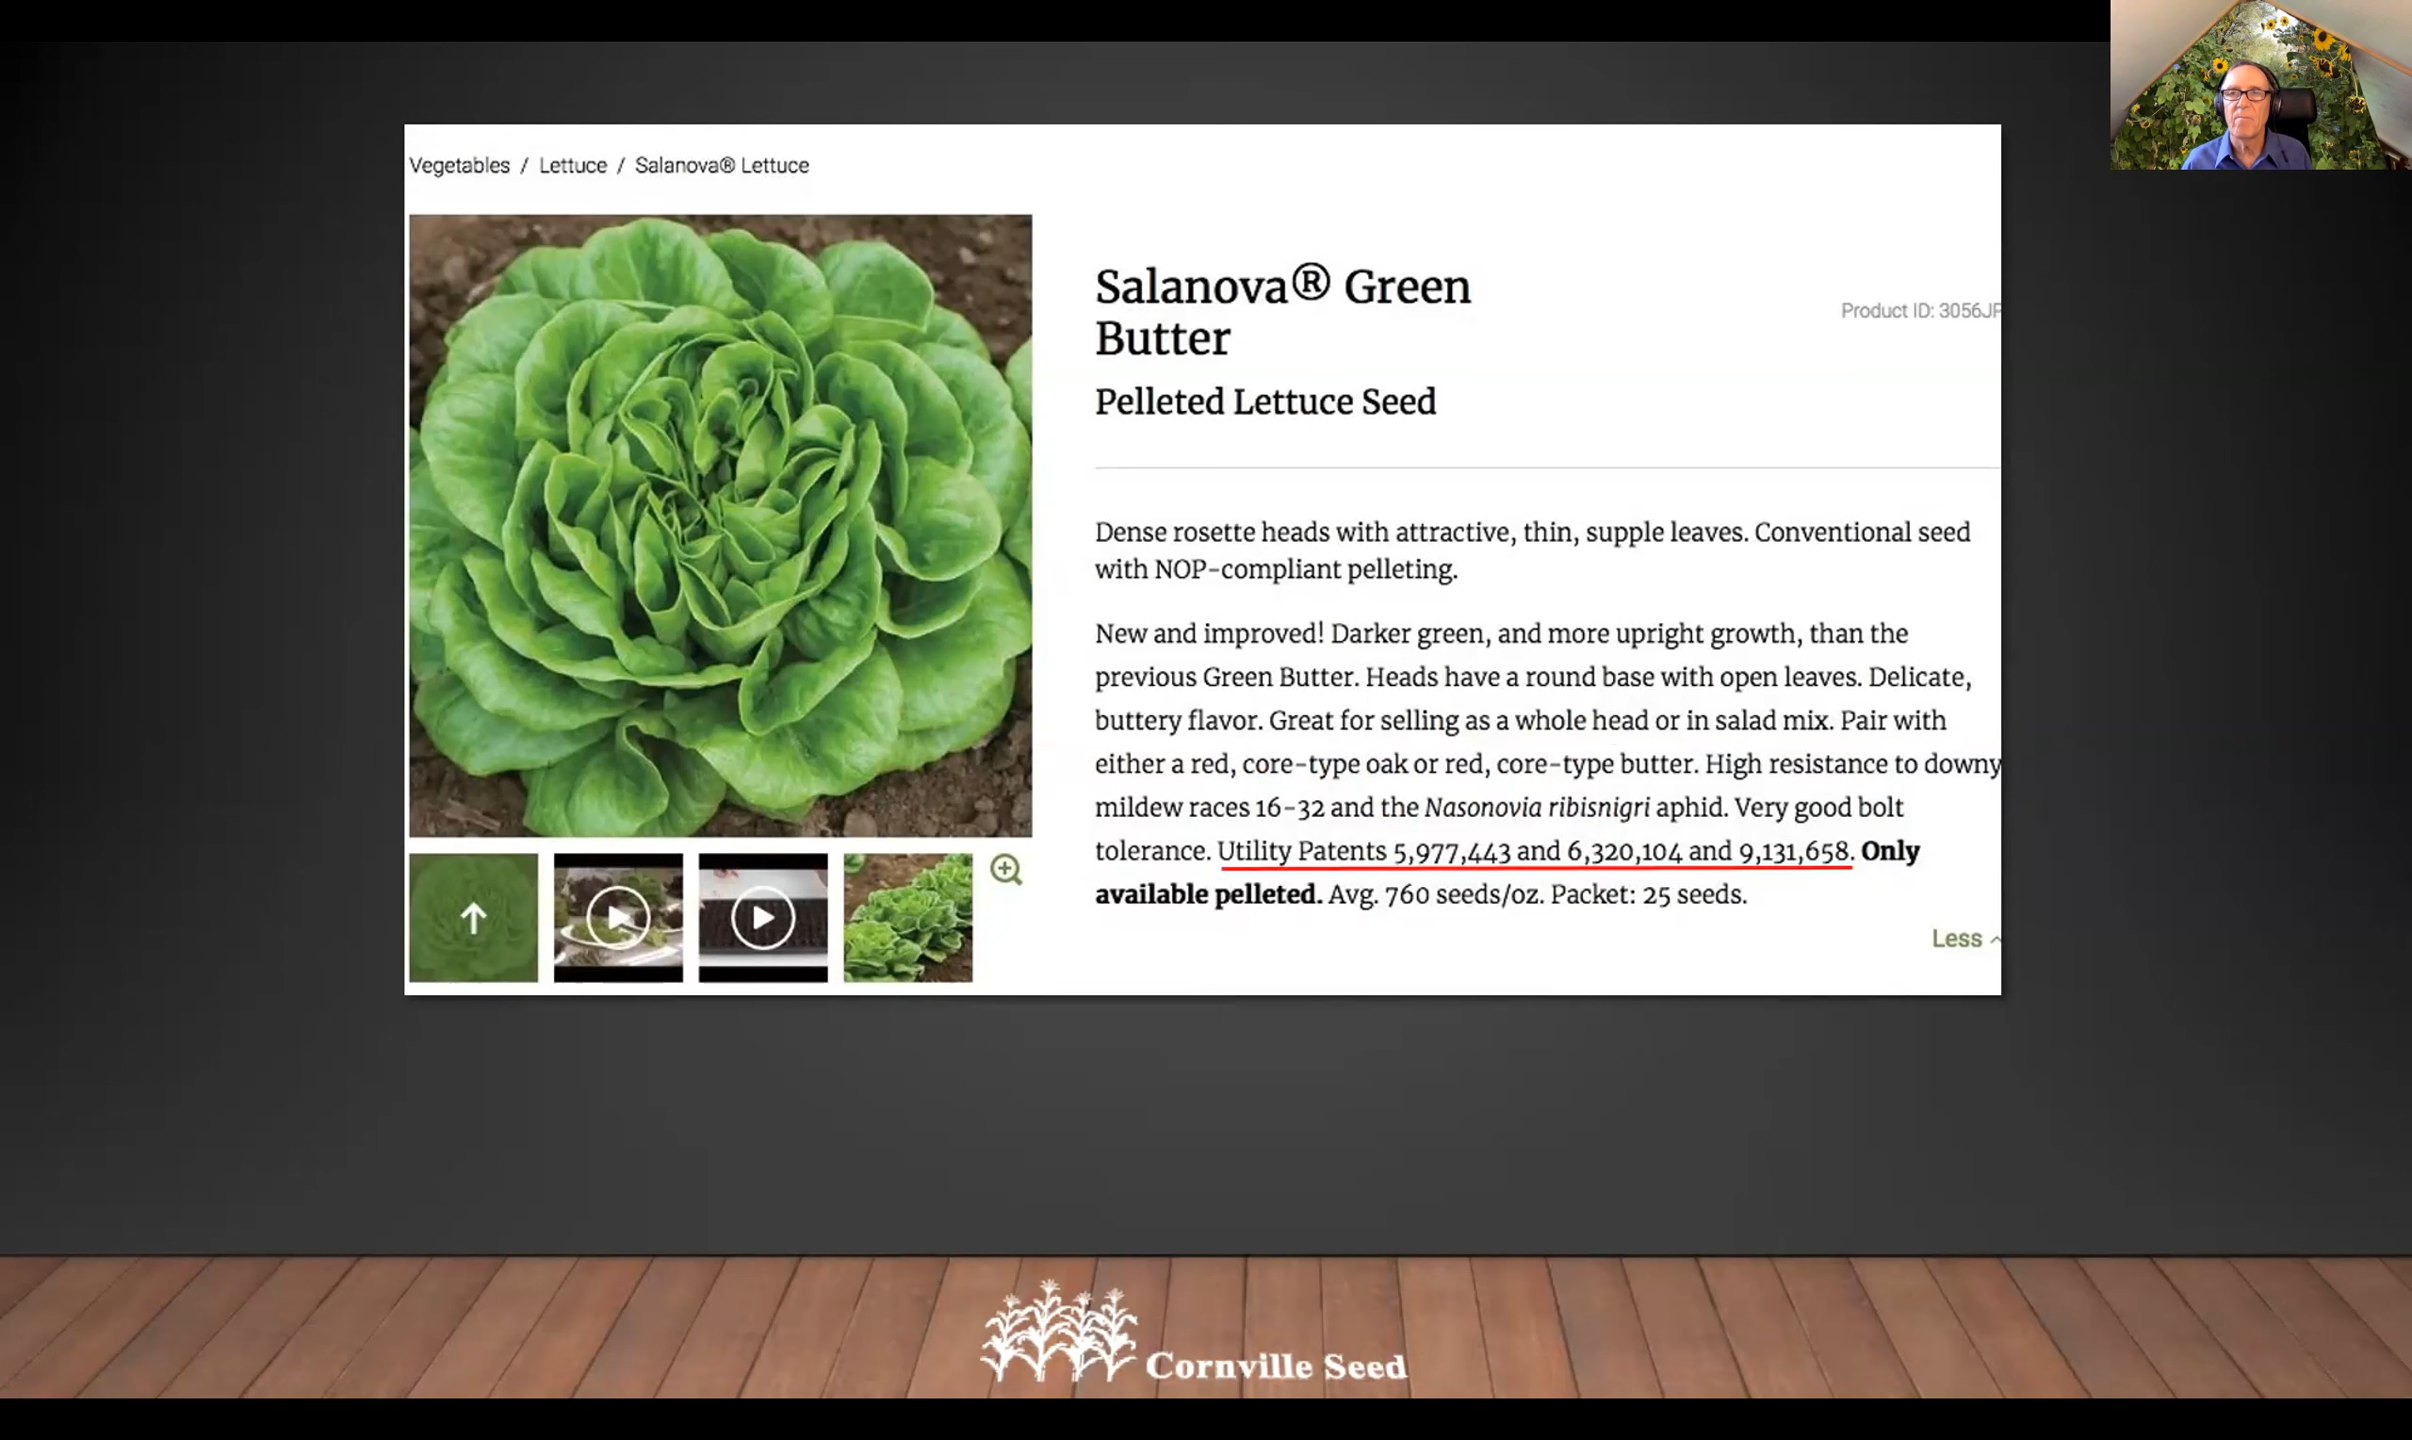 Vegetables / Lettuce / Salanova® Lettuce
Salanova® Green
Butter
Product ID: 3056JP
Pelleted Lettuce Seed
Dense rosette heads with attractive, thin, supple leaves. Conventional seed
with NOP-compliant pelleting.
New and improved! Darker green, and more upright growth, than the
previous Green Butter. Heads have a round base with open leaves. Delicate,
buttery flavor. Great for selling as a whole head or in salad mix. Pair with
either a red, core-type oak or red, core-type butter. High resistance to downy
mildew races 16-32 and the Nasonovia ribisnigri aphid. Very good bolt
tolerance. Utility Patents 5,977,443 and 6,320,104 and 9,131,658. Only
available pelleted. Avg. 760 seeds/oz. Packet: 25 seeds.
Less
Cornville Seed